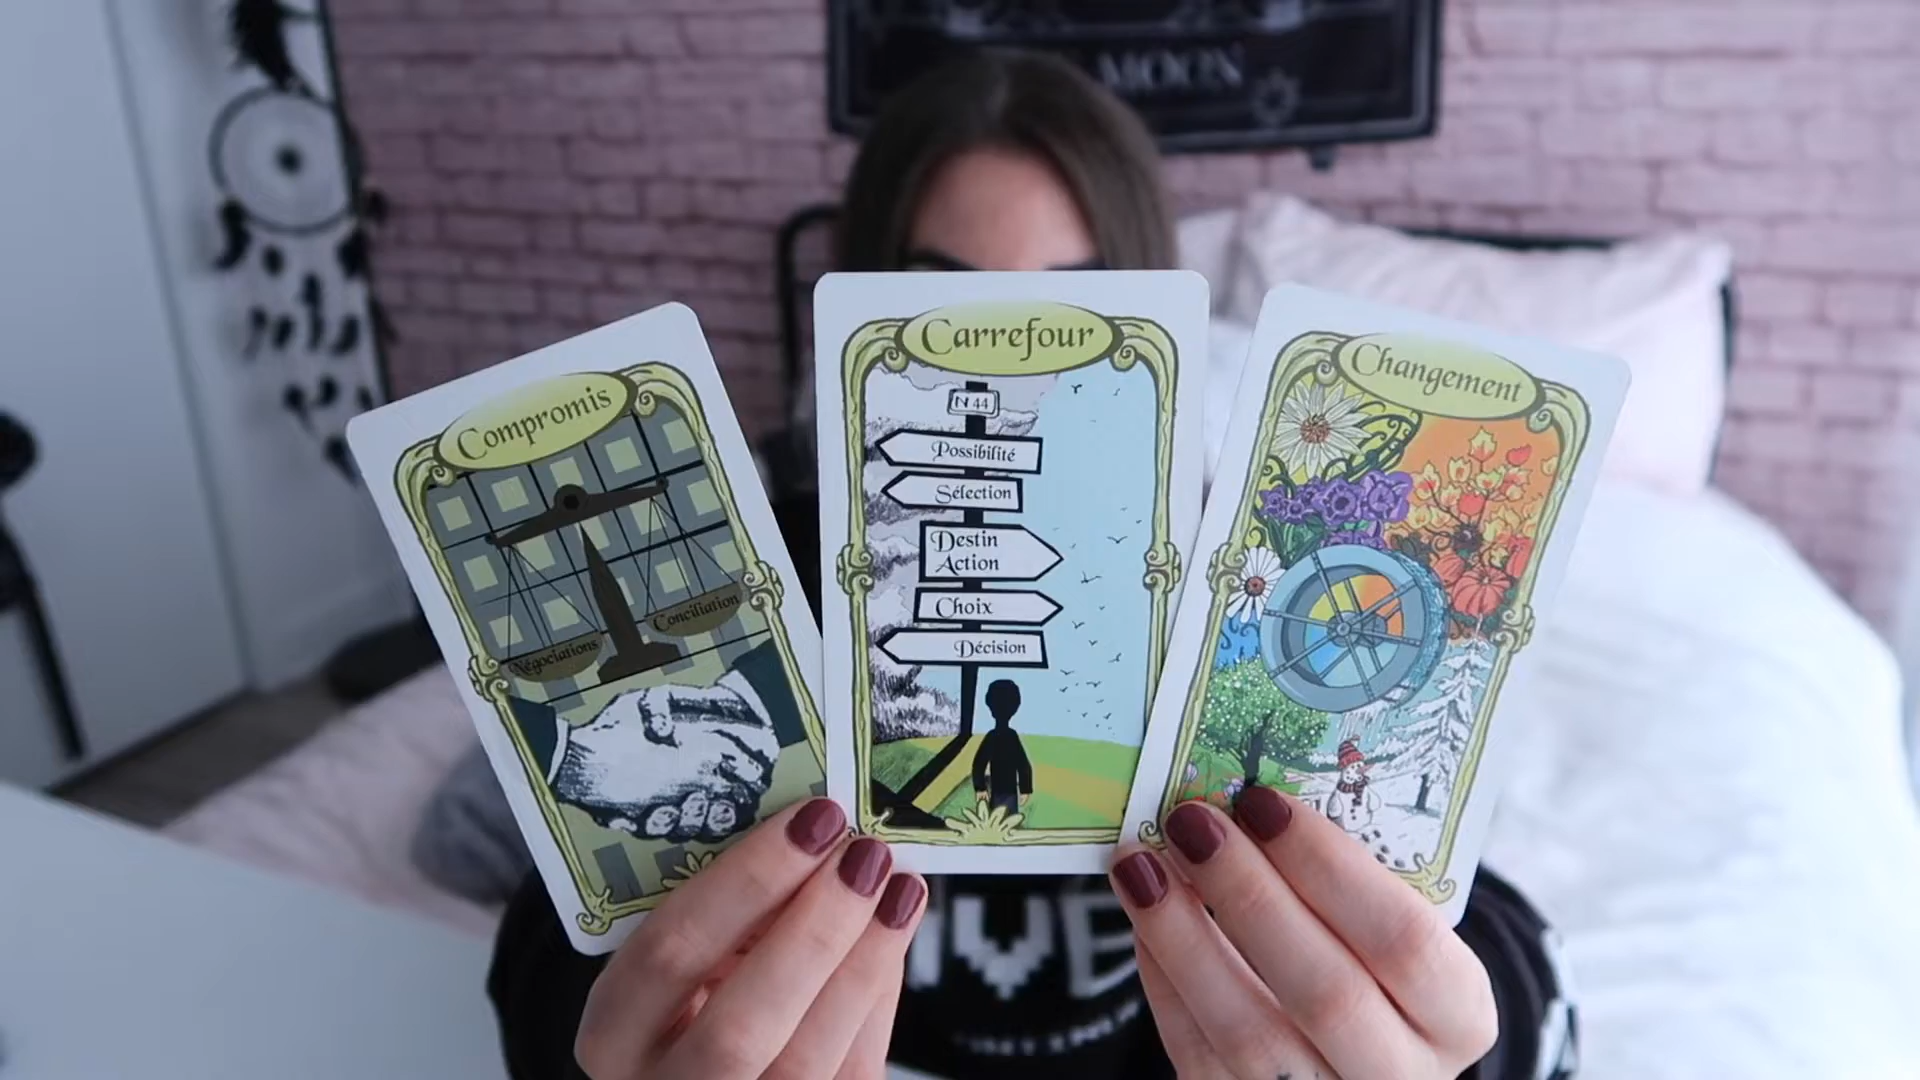 MOON
Compromis
Négociations
Conciliation
Carrefour
N 44
Possibilité
Sélection
Destin
Action
Choix
Décision
Changement